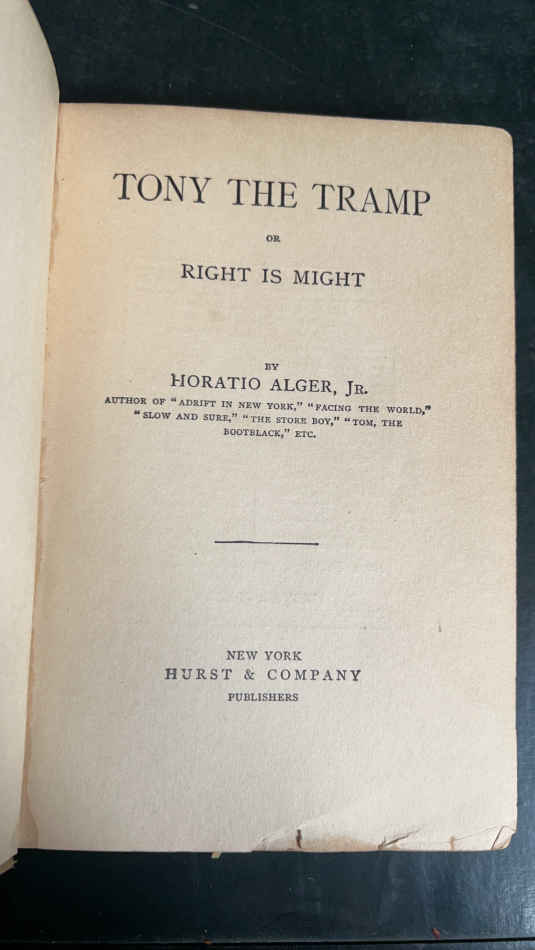 TONY THE TRAMP
OR
RIGHT IS MIGHT
BY
HORATIO ALGER, JR.
AUTHOR OF "ADRIFT IN NEW YORK," "FACING THE WORLD,"
"SLOW AND SURE," "THE STORE BOY," "TOM, THE
BOOTBLACK," ETC.
NEW YORK
HURST & COMPANY
PUBLISHERS